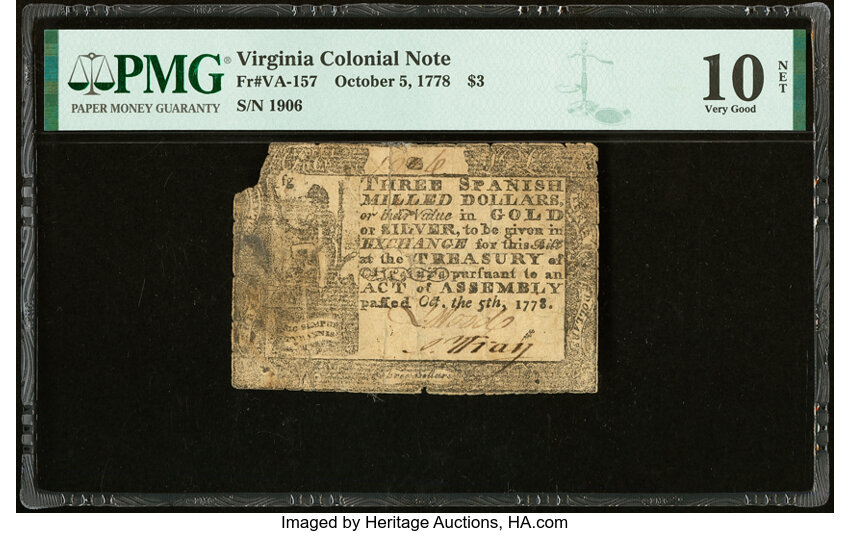 PMG®
PAPER MONEY GUARANTY
Virginia Colonial Note
Fr#VA-157 October 5, 1778 $3
S/N 1906
10 NET
Very Good
THREE SPANISH
MILLED DOLLARS,
or their Value in GOLD
or SILVER, to be given in
EXCHANGE for this Bill
at the TREASURY of
pursuant to an
ACT of ASSEMBLY
passed Oct. the 5th, 1778.
Wray
SIC SEMPER
Imaged by Heritage Auctions, HA.com